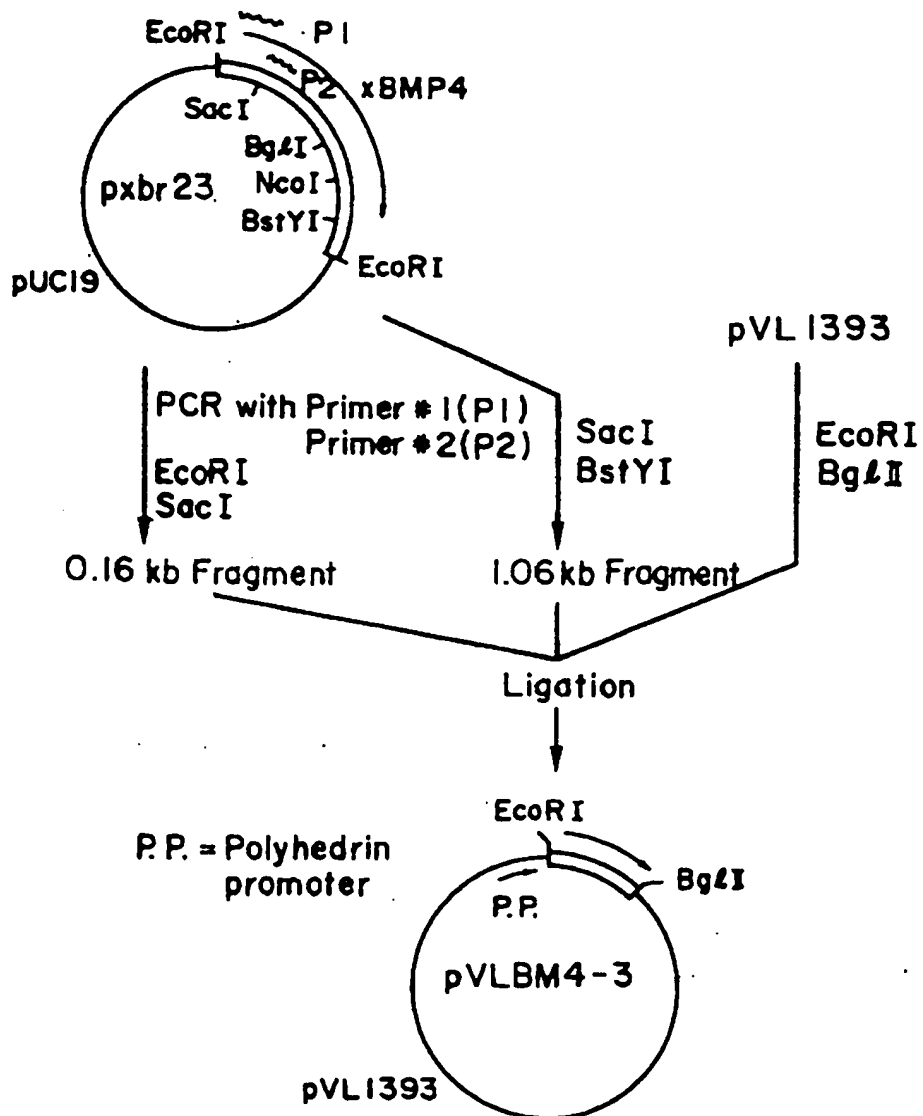 EcoRI P1
P2 xBMP4
SacI
BglI
pxbr23 NcoI
BstYI
EcoRI
pUC19
pVL1393
PCR with Primer #1(P1)
Primer #2(P2)
EcoRI
SacI
SacI
BstYI
EcoRI
BglII
0.16 kb Fragment
1.06 kb Fragment
Ligation
EcoRI
P.P. = Polyhedrin
promoter
BglI
P.P.
pVLBM4-3
pVL1393